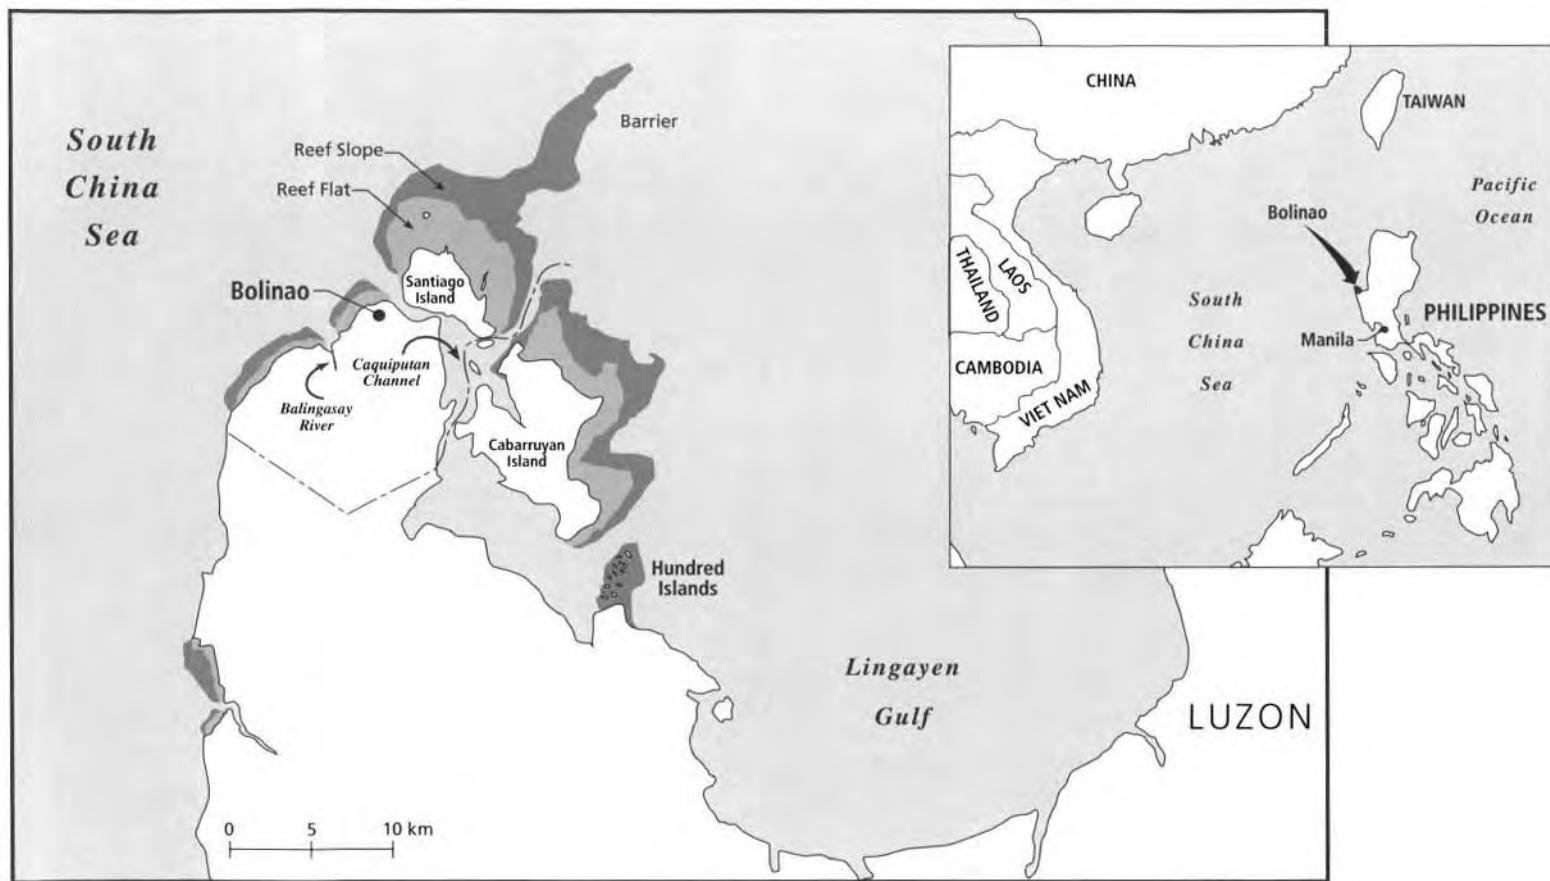 South
China
Sea
Barrier
Reef Slope
Reef Flat
Santiago
Island
Bolinao
Caquiputan
Channel
Balingasay
River
Cabarruyan
Island
Hundred
Islands
Lingayen
Gulf
LUZON
0 5 10 km
CHINA
TAIWAN
Pacific
Ocean
Bolinao
THAILAND
LAOS
South
China
Sea
PHILIPPINES
Manila
CAMBODIA
VIET NAM